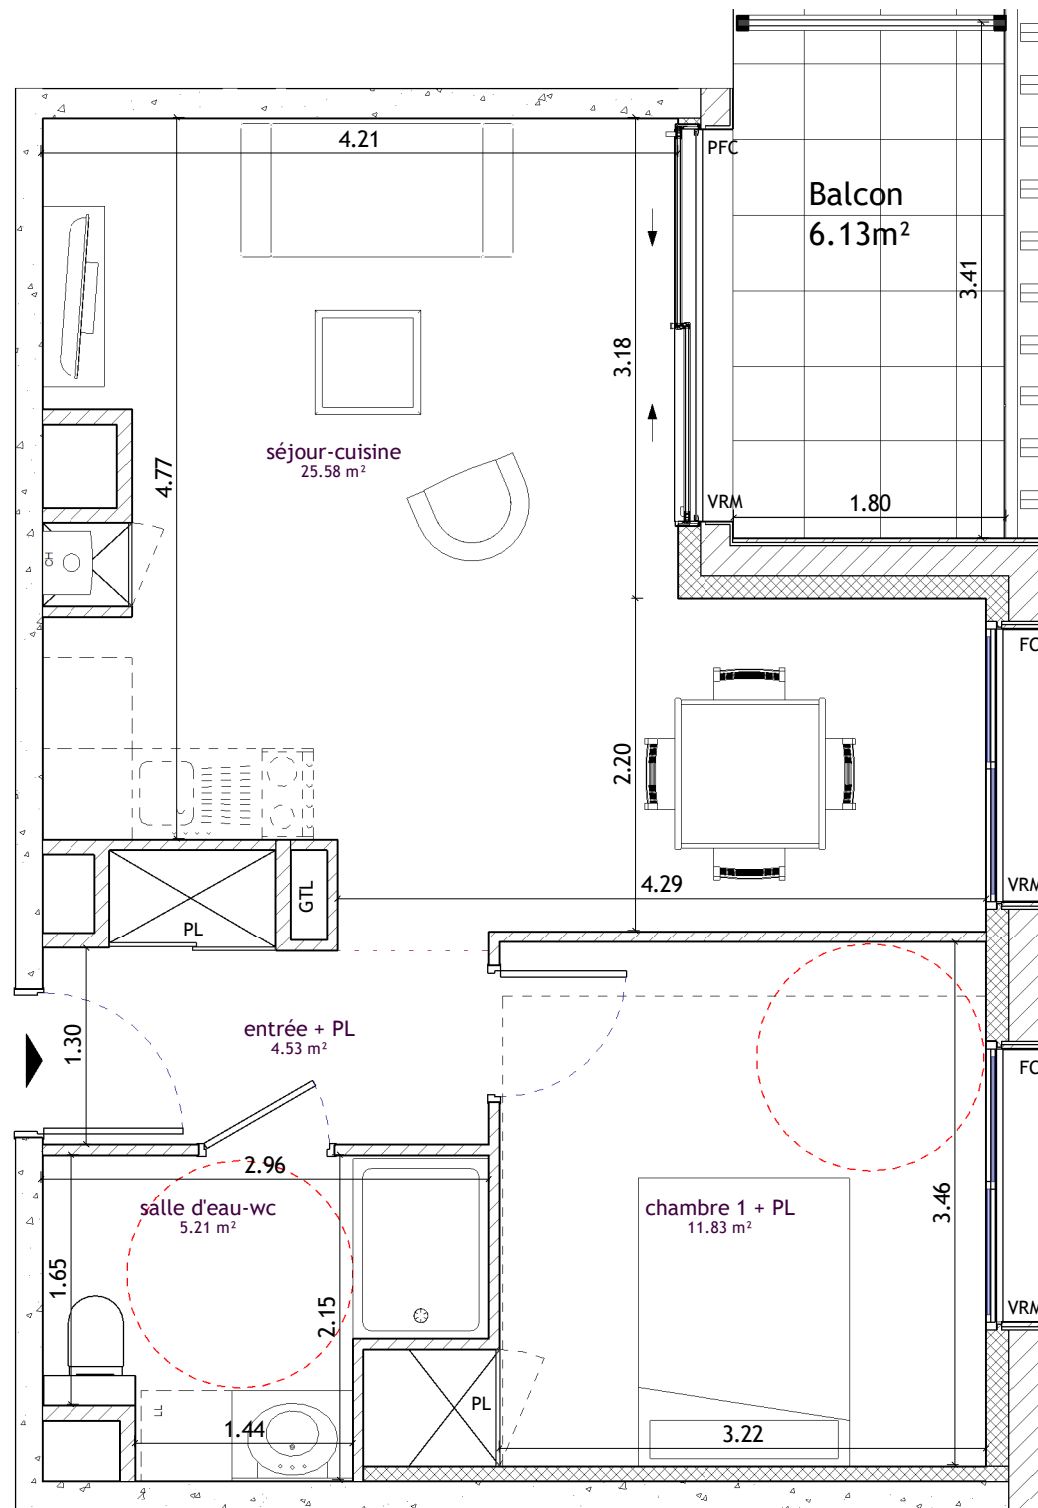 4.21
PFC
Balcon
6.13m²
3.41
3.18
séjour-cuisine
25.58 m²
4.77
VRM
1.80
CH
FC
2.20
4.29
VRM
GTL
PL
entrée + PL
4.53 m²
1.30
FC
2.96
salle d'eau-wc
5.21 m²
chambre 1 + PL
11.83 m²
3.46
1.65
2.15
VRM
LL
PL
1.44
3.22